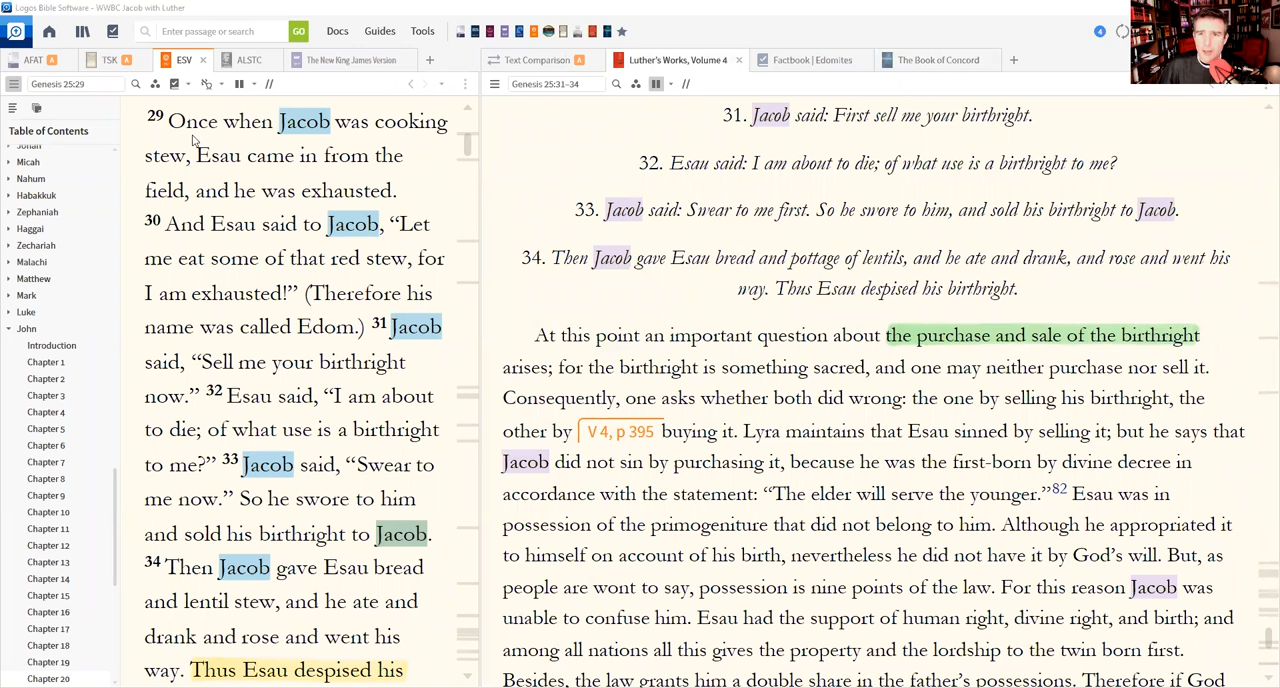 Logos Bible Software - WWBC Jacob with Luther
Enter passage or search
GO
Docs
Guides
Tools
4
AFAT A
TSK A
ESV
ALSTC
The New King James Version
Text Comparison A
Luther's Works, Volume 4
Factbook | Edomites
The Book of Concord
Genesis 25:29
Genesis 25:31–34
Table of Contents
Jonah
Micah
Nahum
Habakkuk
Zephaniah
Haggai
Zechariah
Malachi
Matthew
Mark
Luke
John
Introduction
Chapter 1
Chapter 2
Chapter 3
Chapter 4
Chapter 5
Chapter 6
Chapter 7
Chapter 8
Chapter 9
Chapter 10
Chapter 11
Chapter 12
Chapter 13
Chapter 14
Chapter 15
Chapter 16
Chapter 17
Chapter 18
Chapter 19
Chapter 20
29 Once when Jacob was cooking
stew, Esau came in from the
field, and he was exhausted.
30 And Esau said to Jacob, “Let
me eat some of that red stew, for
I am exhausted!” (Therefore his
name was called Edom.) 31 Jacob
said, “Sell me your birthright
now.” 32 Esau said, “I am about
to die; of what use is a birthright
to me?” 33 Jacob said, “Swear to
me now.” So he swore to him
and sold his birthright to Jacob.
34 Then Jacob gave Esau bread
and lentil stew, and he ate and
drank and rose and went his
way. Thus Esau despised his
31. Jacob said: First sell me your birthright.
32. Esau said: I am about to die; of what use is a birthright to me?
33. Jacob said: Swear to me first. So he swore to him, and sold his birthright to Jacob.
34. Then Jacob gave Esau bread and pottage of lentils, and he ate and drank, and rose and went his
way. Thus Esau despised his birthright.
At this point an important question about the purchase and sale of the birthright
arises; for the birthright is something sacred, and one may neither purchase nor sell it.
Consequently, one asks whether both did wrong: the one by selling his birthright, the
other by V 4, p 395 buying it. Lyra maintains that Esau sinned by selling it; but he says that
Jacob did not sin by purchasing it, because he was the first-born by divine decree in
accordance with the statement: “The elder will serve the younger.”82 Esau was in
possession of the primogeniture that did not belong to him. Although he appropriated it
to himself on account of his birth, nevertheless he did not have it by God’s will. But, as
people are wont to say, possession is nine points of the law. For this reason Jacob was
unable to confuse him. Esau had the support of human right, divine right, and birth; and
among all nations all this gives the property and the lordship to the twin born first.
Besides, the law grants him a double share in the father’s possessions. Therefore if God